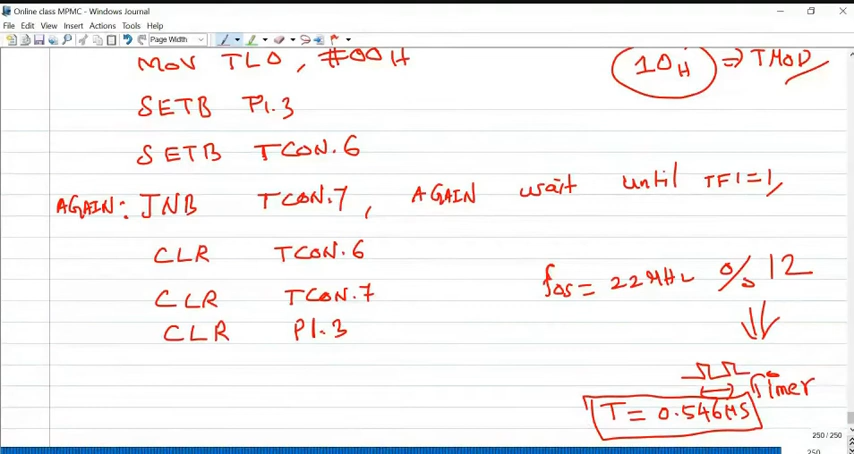 Online class MPMC - Windows Journal
File Edit View Insert Actions Tools Help
Page Width
MOV TL0, #00H
10H => TMOD
SETB P1.3
SETB TCON.6
AGAIN: JNB TCON.7, AGAIN wait until TF1=1,
CLR TCON.6
fos = 22MHz % 12
CLR TCON.7
CLR P1.3
Timer
T = 0.546MS
250 / 250
250